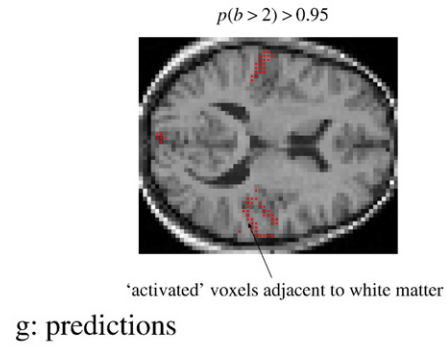 p(b > 2) > 0.95
‘activated’ voxels adjacent to white matter
g: predictions